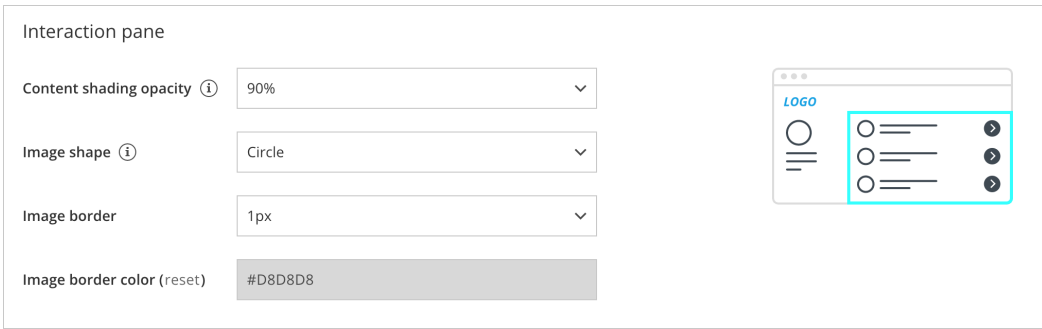 Interaction pane
Content shading opacity i 90%
Image shape i Circle
Image border 1px
Image border color (reset) #D8D8D8
LOGO